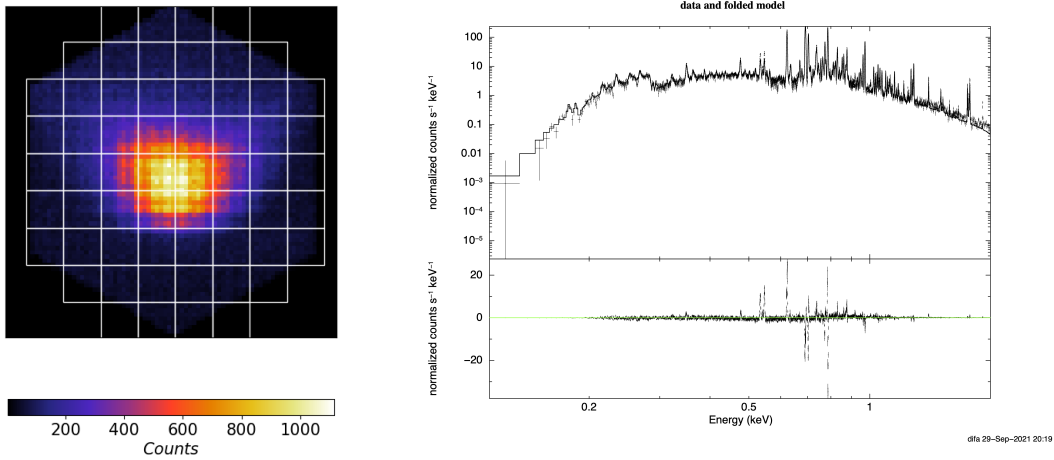 200 400 600 800 1000
Counts
data and folded model
normalized counts s⁻¹ keV⁻¹
100
10
1
0.1
0.01
10⁻³
10⁻⁴
10⁻⁵
normalized counts s⁻¹ keV⁻¹
20
0
−20
0.2 0.5 1
Energy (keV)
difa 29−Sep−2021 20:19